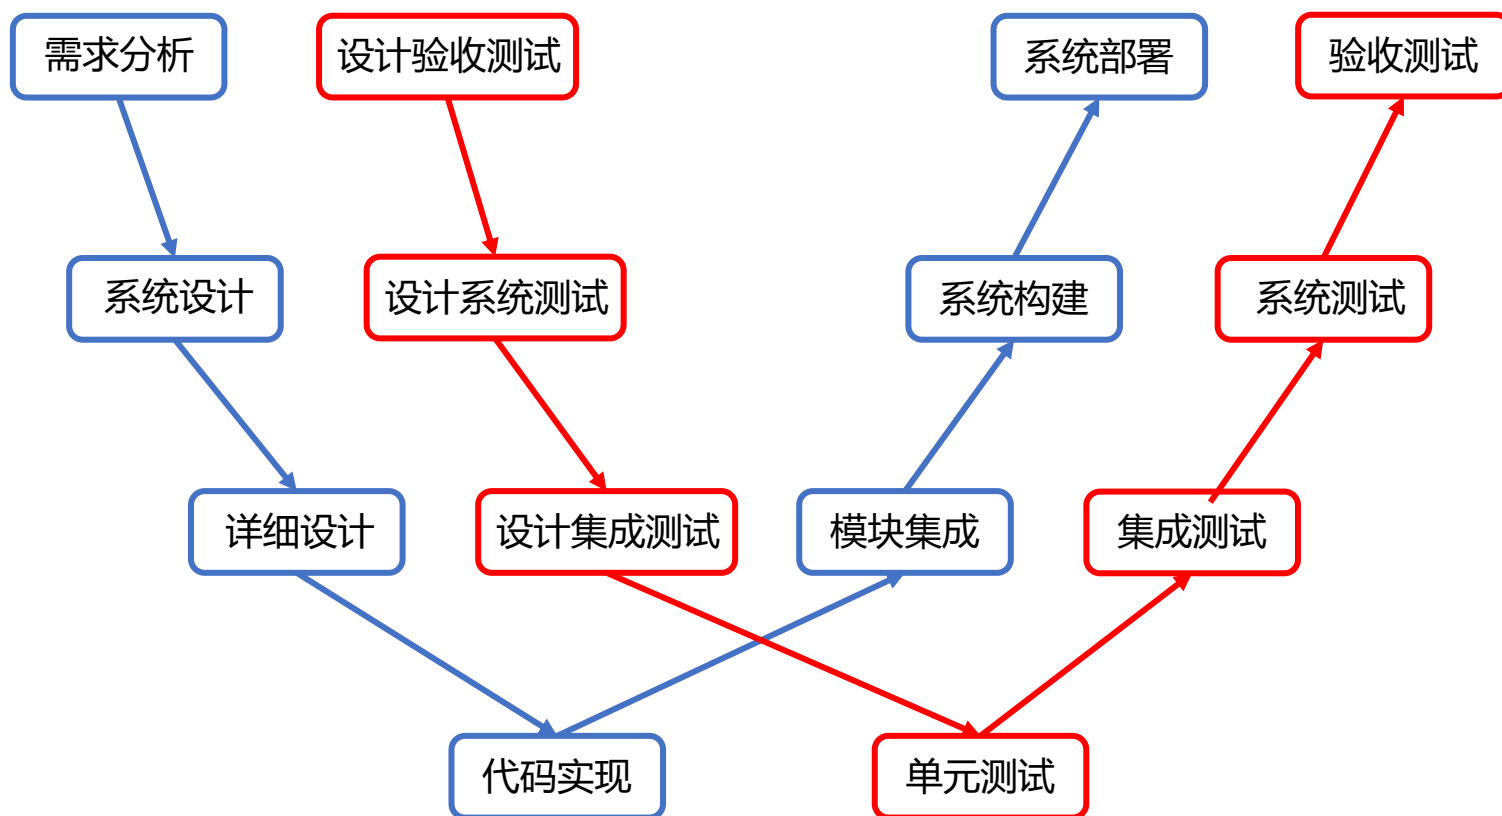 需求分析
设计验收测试
系统部署
验收测试
系统设计
设计系统测试
系统构建
系统测试
详细设计
设计集成测试
模块集成
集成测试
代码实现
单元测试